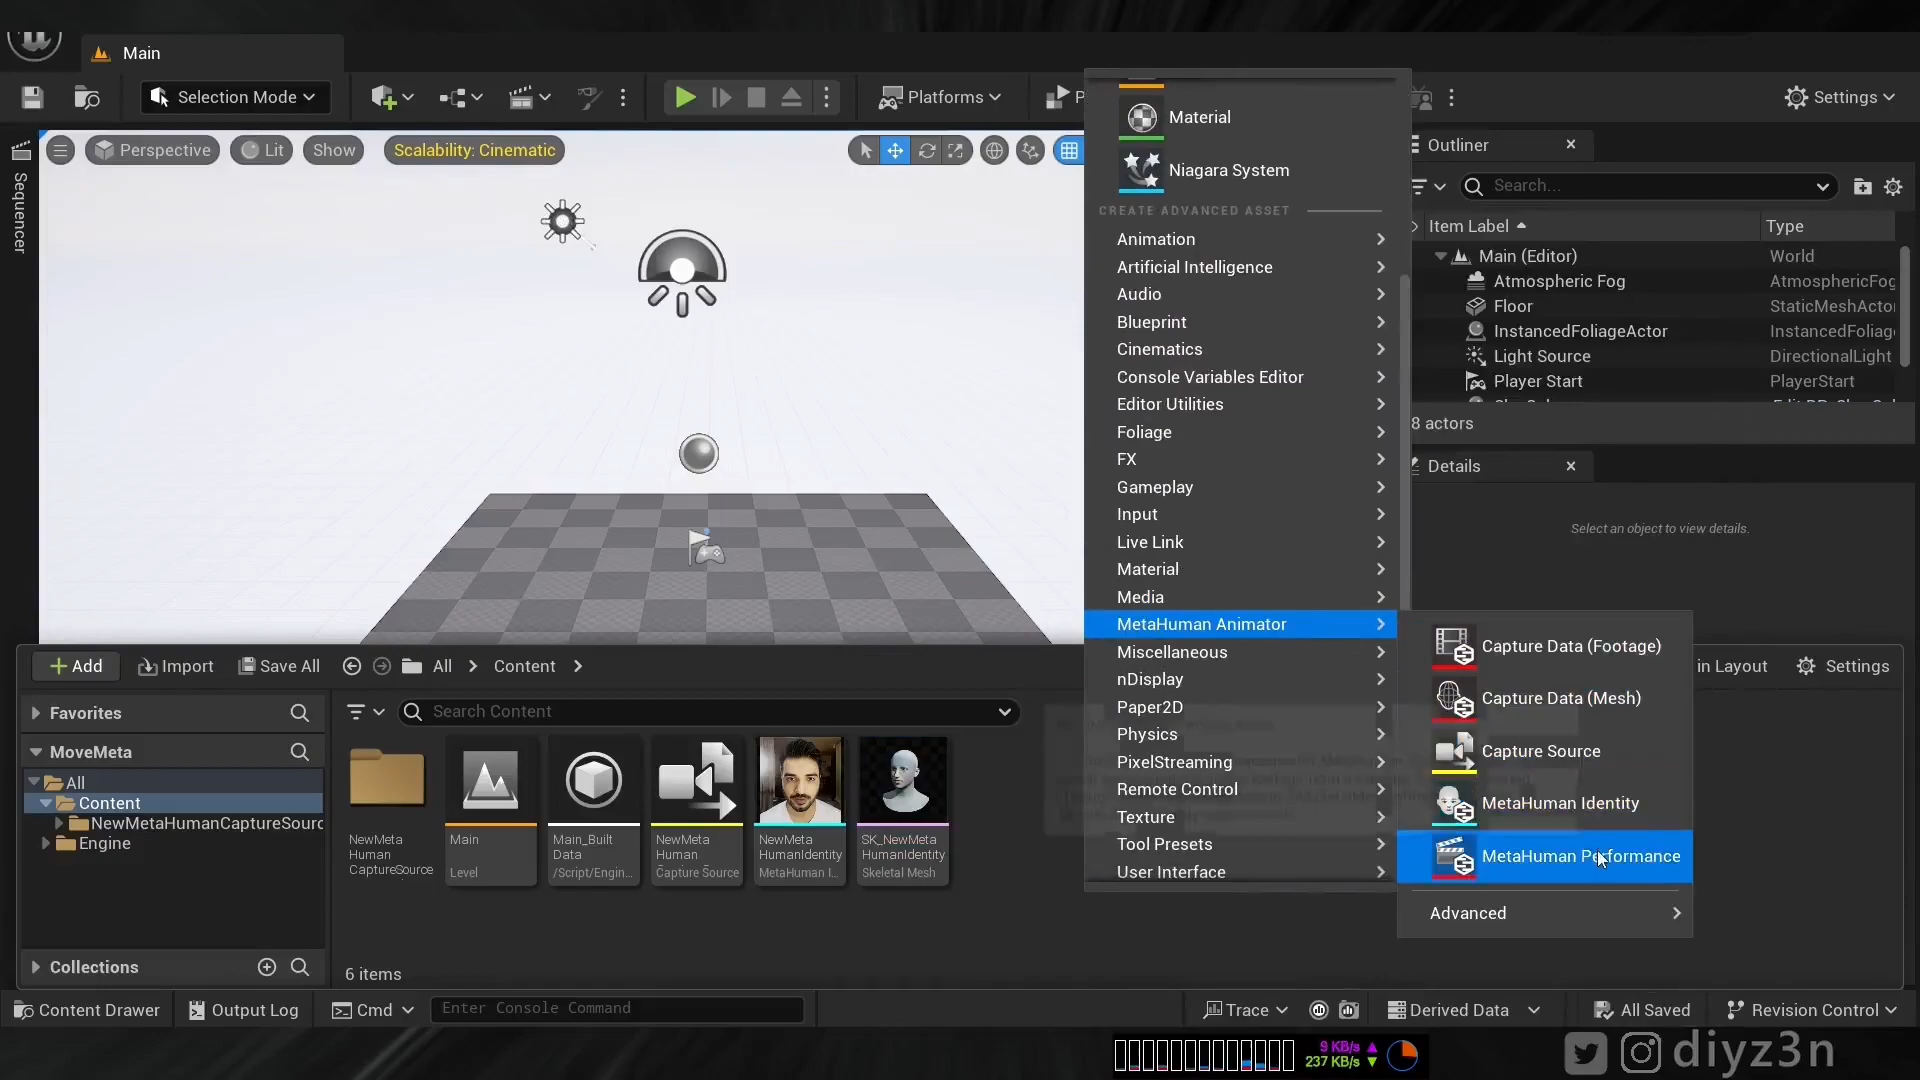 Main
Selection Mode
Platforms
P
Settings
Perspective
Lit
Show
Scalability: Cinematic
Sequencer
Material
Niagara System
CREATE ADVANCED ASSET
Animation
Artificial Intelligence
Audio
Blueprint
Cinematics
Console Variables Editor
Editor Utilities
Foliage
FX
Gameplay
Input
Live Link
Material
Media
MetaHuman Animator
Miscellaneous
nDisplay
Paper2D
Physics
PixelStreaming
Remote Control
Texture
Tool Presets
User Interface
Capture Data (Footage)
Capture Data (Mesh)
Capture Source
MetaHuman Identity
MetaHuman Performance
Advanced
Outliner
Search...
Item Label
Type
Main (Editor)
World
Atmospheric Fog
AtmosphericFog
Floor
StaticMeshActor
InstancedFoliageActor
InstancedFoliage
Light Source
DirectionalLight
Player Start
PlayerStart
8 actors
Details
Select an object to view details.
Add
Import
Save All
All
Content
in Layout
Settings
Favorites
Search Content
MoveMeta
All
Content
NewMetaHumanCaptureSourc
Engine
Collections
NewMeta
Human
CaptureSource
Main
Level
Main_Built
Data
/Script/Engin...
NewMeta
Human
Capture Source
NewMeta
HumanIdentity
MetaHuman I...
SK_NewMeta
HumanIdentity
Skeletal Mesh
6 items
Content Drawer
Output Log
Cmd
Enter Console Command
Trace
Derived Data
All Saved
Revision Control
9 KB/s
237 KB/s
diyz3n